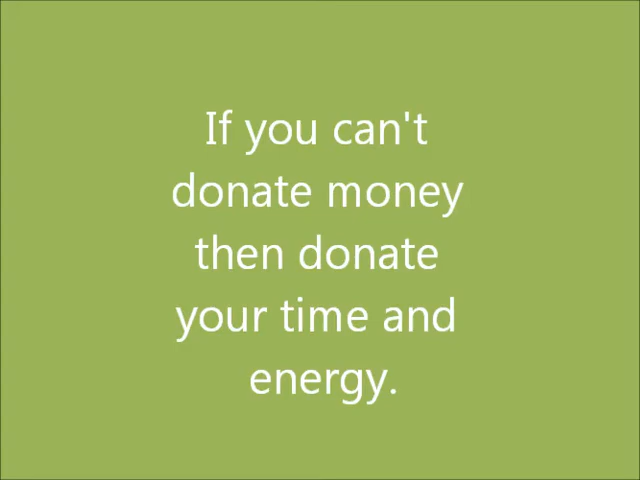 If you can't
donate money
then donate
your time and
energy.